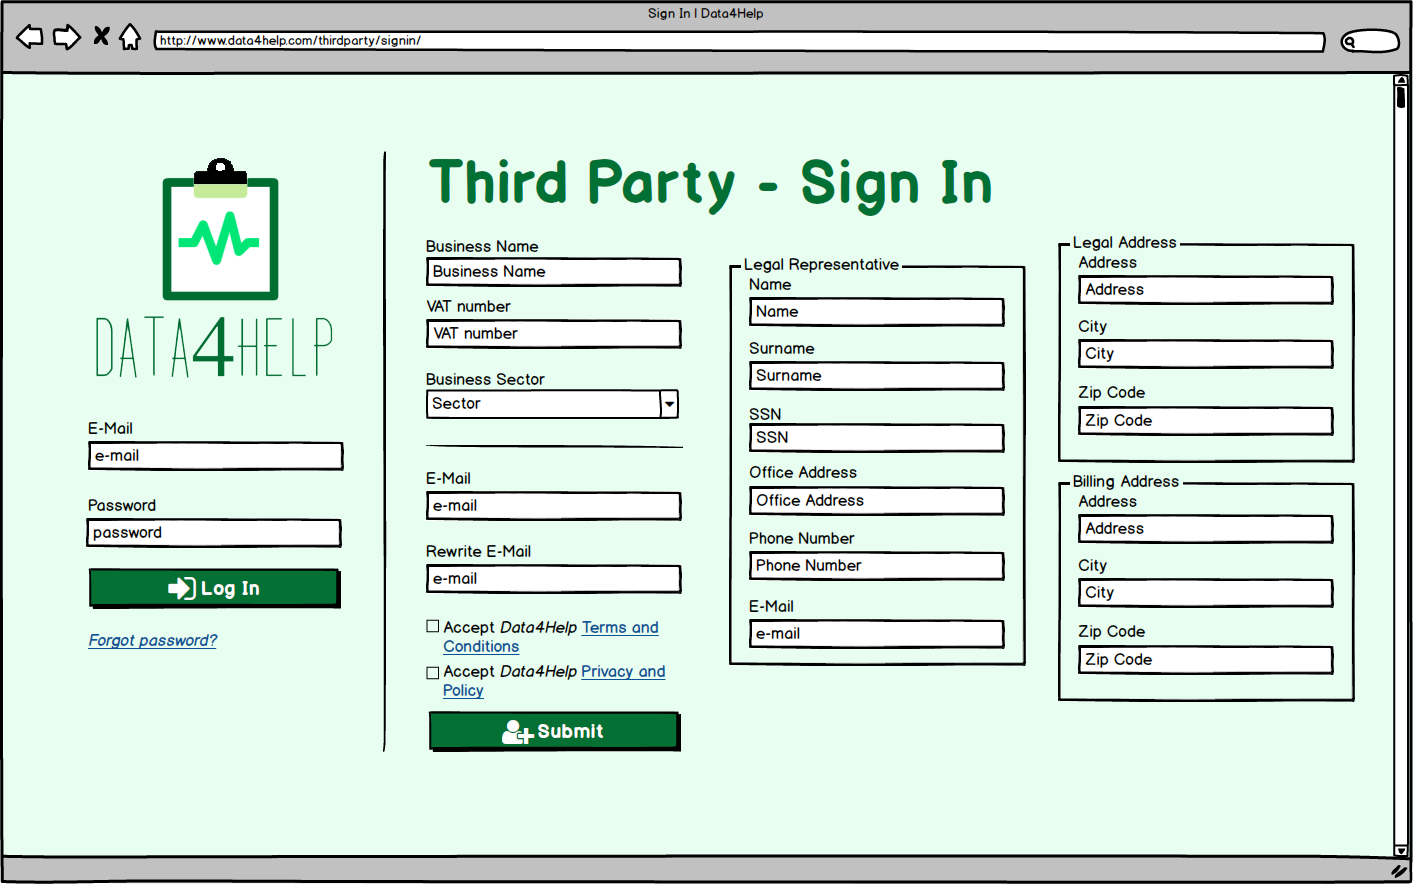 Sign In | Data4Help
http://www.data4help.com/thirdparty/signin/
DATA4HELP
E-Mail
e-mail
Password
password
Log In
Forgot password?
Third Party - Sign In
Business Name
Business Name
VAT number
VAT number
Business Sector
Sector
E-Mail
e-mail
Rewrite E-Mail
e-mail
Accept Data4Help Terms and
Conditions
Accept Data4Help Privacy and
Policy
Submit
Legal Representative
Name
Name
Surname
Surname
SSN
SSN
Office Address
Office Address
Phone Number
Phone Number
E-Mail
e-mail
Legal Address
Address
Address
City
City
Zip Code
Zip Code
Billing Address
Address
Address
City
City
Zip Code
Zip Code